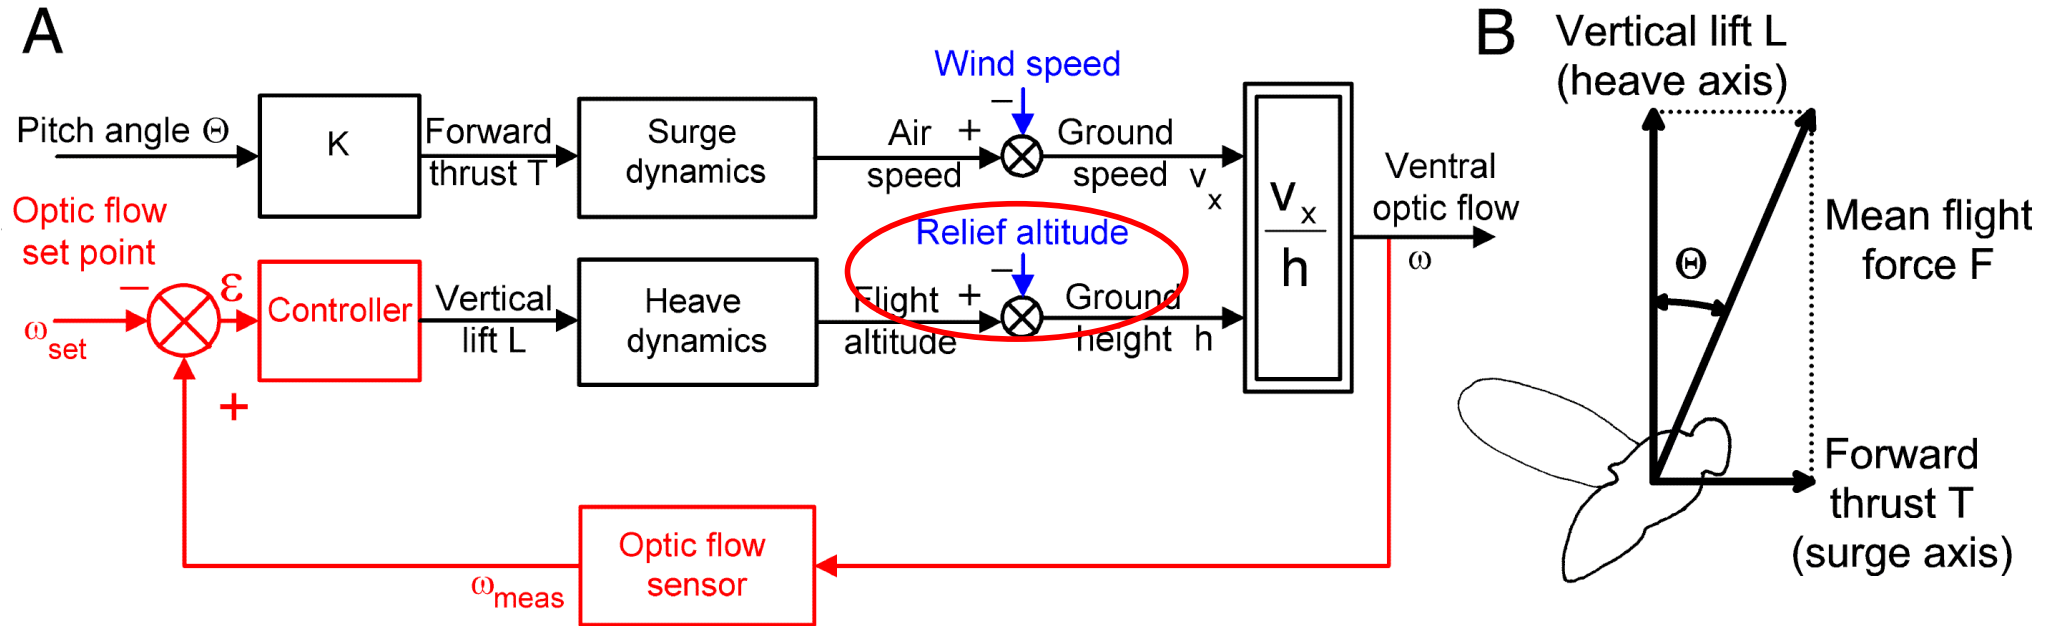 A
Wind speed
Pitch angle Θ
K
Forward
thrust T
Surge
dynamics
Air
speed
+
−
Ground
speed v
x
Optic flow
set point
−
ω
set
ε
+
Controller
Vertical
lift L
Heave
dynamics
Relief altitude
−
Flight
altitude
+
Ground
height h
v
x
h
Ventral
optic flow
ω
Optic flow
sensor
ω
meas
B
Vertical lift L
(heave axis)
Θ
Mean flight
force F
Forward
thrust T
(surge axis)